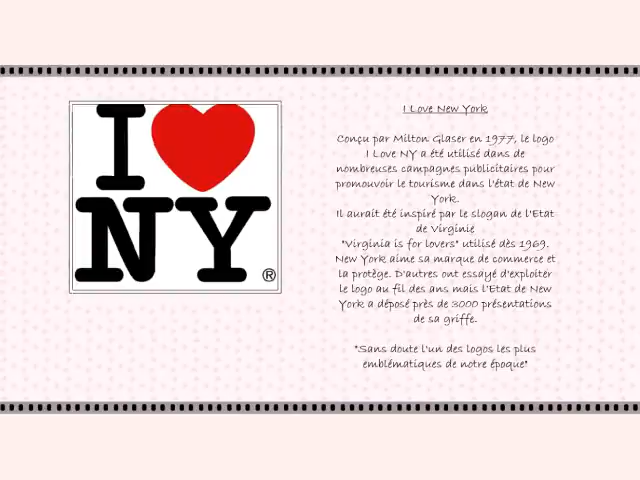 I ❤
NY®
I Love New York
Conçu par Milton Glaser en 1977, le logo
I Love NY a été utilisé dans de
nombreuses campagnes publicitaires pour
promouvoir le tourisme dans l'état de New
York.
Il aurait été inspiré par le slogan de l'Etat
de Virginie
"Virginia is for lovers" utilisé dès 1969.
New York aime sa marque de commerce et
la protège. D'autres ont essayé d'exploiter
le logo au fil des ans mais l'Etat de New
York a déposé près de 3000 présentations
de sa griffe.
"Sans doute l'un des logos les plus
emblématiques de notre époque"